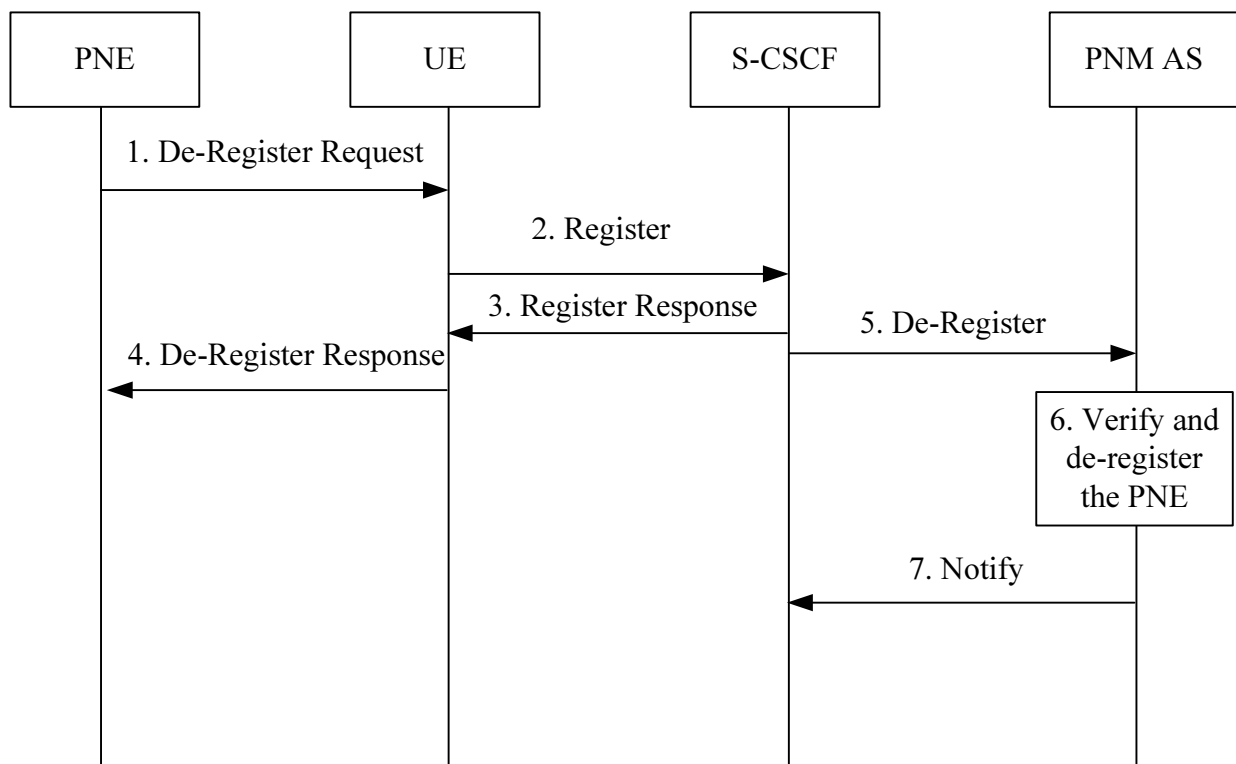 PNE
UE
S-CSCF
PNM AS
1. De-Register Request
2. Register
3. Register Response
5. De-Register
4. De-Register Response
6. Verify and
de-register
the PNE
7. Notify